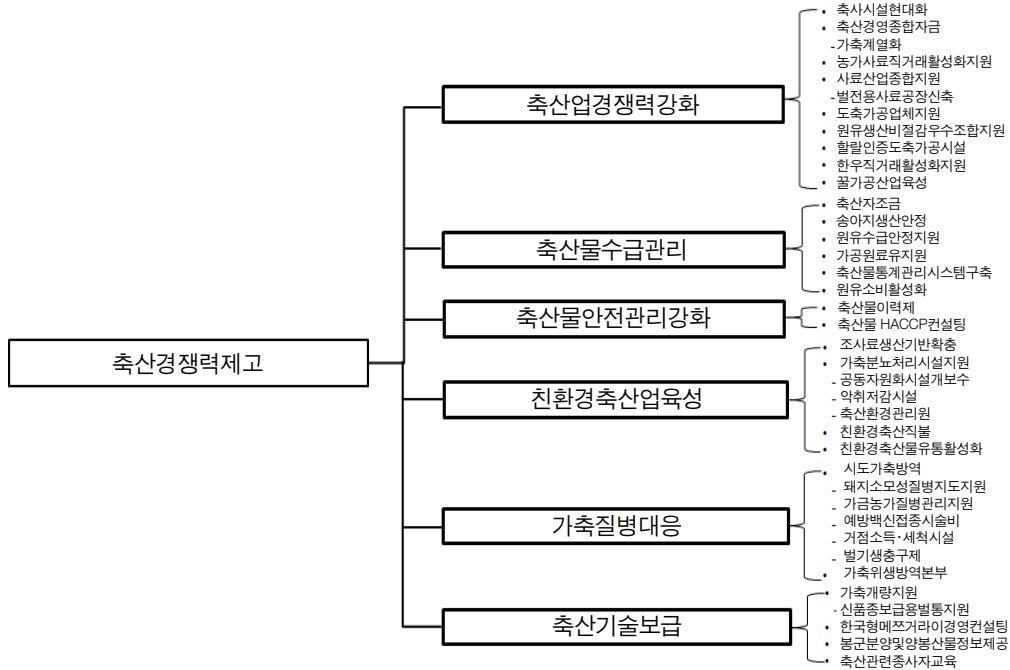 축산경쟁력제고
축산업경쟁력강화
• 축사시설현대화
• 축산경영종합자금
- 가축계열화
• 농가사료직거래활성화지원
• 사료산업종합지원
- 벌전용사료공장신축
• 도축가공업체지원
• 원유생산비절감우수조합지원
• 할랄인증도축가공시설
• 한우직거래활성화지원
• 꿀가공산업육성
축산물수급관리
• 축산자조금
• 송아지생산안정
• 원유수급안정지원
• 가공원료유지원
• 축산물통계관리시스템구축
• 원유소비활성화
축산물안전관리강화
• 축산물이력제
• 축산물 HACCP컨설팅
친환경축산업육성
• 조사료생산기반확충
• 가축분뇨처리시설지원
- 공동자원화시설개보수
- 악취저감시설
- 축산환경관리원
• 친환경축산직불
• 친환경축산물유통활성화
가축질병대응
• 시도가축방역
- 돼지소모성질병지도지원
- 가금농가질병관리지원
- 예방백신접종시술비
- 거점소득·세척시설
- 벌기생충구제
• 가축위생방역본부
축산기술보급
• 가축개량지원
- 신품종보급용벌통지원
• 한국형메쯔거라이경영컨설팅
• 봉군분양및양봉산물정보제공
• 축산관련종사자교육